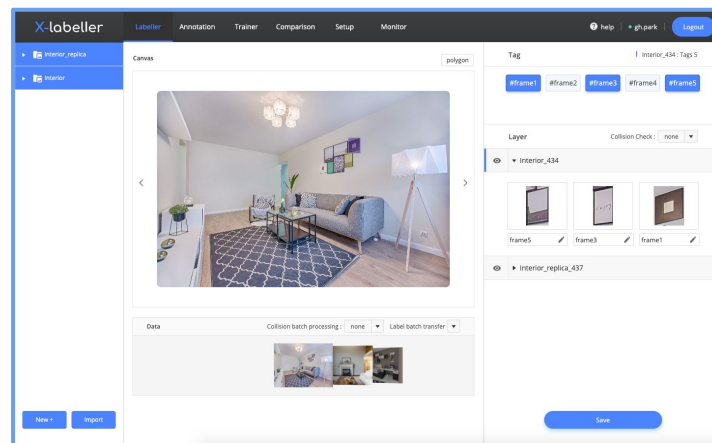 X-labeller
Labeller Annotation Trainer Comparison Setup Monitor
help gh.park Logout
Interior_replica
Interior
Canvas
polygon
Data
Collision batch processing : none Label batch transfer
Tag
Interior_434 : Tags 5
#frame1 #frame2 #frame3 #frame4 #frame5
Layer
Collision Check : none
Interior_434
frame5 frame3 frame1
Interior_replica_437
New + Import
Save